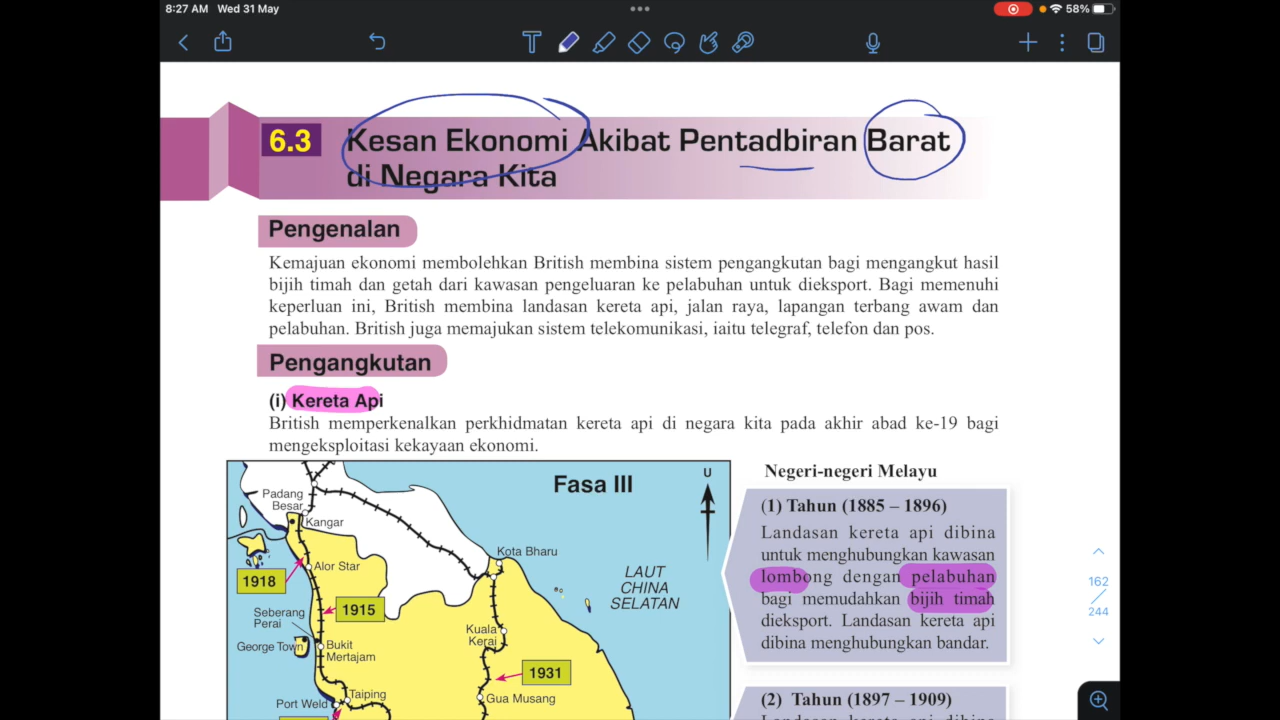 8:27 AM Wed 31 May
58%
6.3 Kesan Ekonomi Akibat Pentadbiran Barat
di Negara Kita
Pengenalan
Kemajuan ekonomi membolehkan British membina sistem pengangkutan bagi mengangkut hasil
bijih timah dan getah dari kawasan pengeluaran ke pelabuhan untuk dieksport. Bagi memenuhi
keperluan ini, British membina landasan kereta api, jalan raya, lapangan terbang awam dan
pelabuhan. British juga memajukan sistem telekomunikasi, iaitu telegraf, telefon dan pos.
Pengangkutan
(i) Kereta Api
British memperkenalkan perkhidmatan kereta api di negara kita pada akhir abad ke-19 bagi
mengeksploitasi kekayaan ekonomi.
Fasa III
U
Padang
Besar
Kangar
Kota Bharu
Alor Star
1918
LAUT
CHINA
SELATAN
1915
Seberang
Perai
George Town
Bukit
Mertajam
Kuala
Kerai
1931
Gua Musang
Taiping
Port Weld
Negeri-negeri Melayu
(1) Tahun (1885 – 1896)
Landasan kereta api dibina
untuk menghubungkan kawasan
lombong dengan pelabuhan
bagi memudahkan bijih timah
dieksport. Landasan kereta api
dibina menghubungkan bandar.
(2) Tahun (1897 – 1909)
162
244